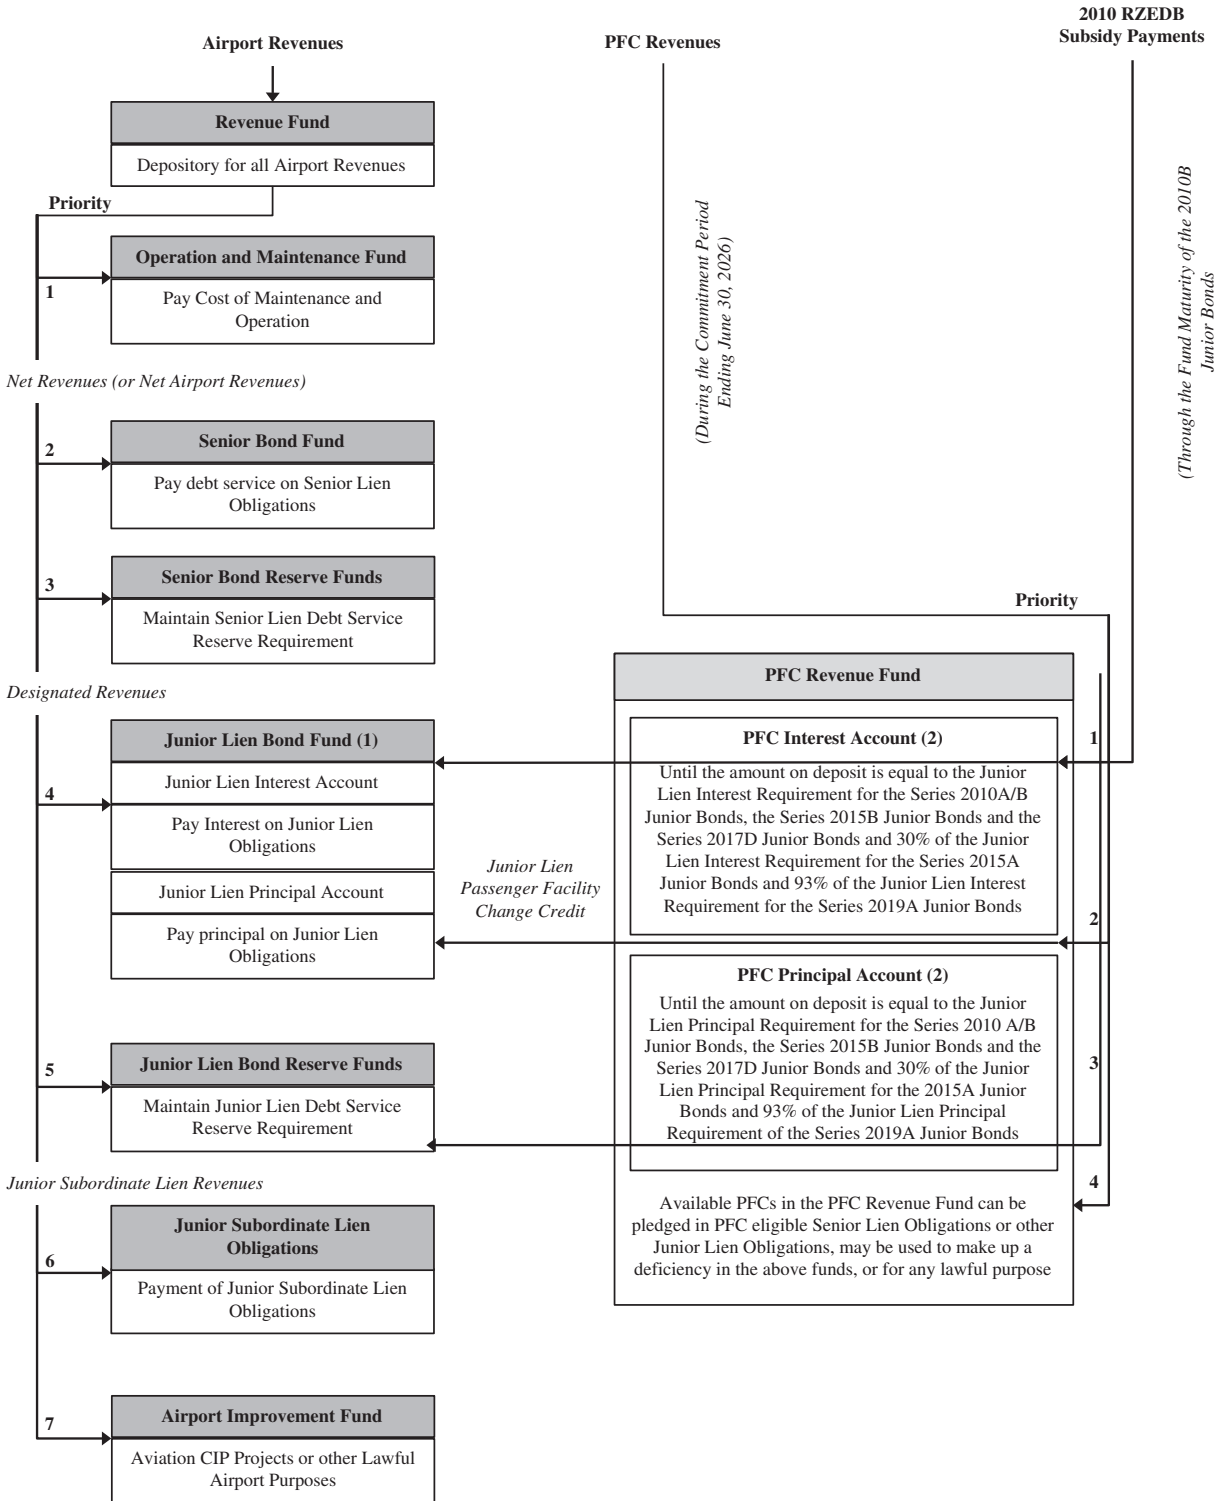 2010 RZEDB
Subsidy Payments
Airport Revenues
PFC Revenues
Revenue Fund
Depository for all Airport Revenues
Priority
Operation and Maintenance Fund
1
Pay Cost of Maintenance and
Operation
Net Revenues (or Net Airport Revenues)
2
Senior Bond Fund
Pay debt service on Senior Lien
Obligations
3
Senior Bond Reserve Funds
Maintain Senior Lien Debt Service
Reserve Requirement
Designated Revenues
Junior Lien Bond Fund (1)
4
Junior Lien Interest Account
Pay Interest on Junior Lien
Obligations
Junior Lien Principal Account
Pay principal on Junior Lien
Obligations
5
Junior Lien Bond Reserve Funds
Maintain Junior Lien Debt Service
Reserve Requirement
Junior Subordinate Lien Revenues
6
Junior Subordinate Lien
Obligations
Payment of Junior Subordinate Lien
Obligations
7
Airport Improvement Fund
Aviation CIP Projects or other Lawful
Airport Purposes
Junior Lien
Passenger Facility
Change Credit
(During the Commitment Period
Ending June 30, 2026)
(Through the Fund Maturity of the 2010B
Junior Bonds
Priority
PFC Revenue Fund
1
PFC Interest Account (2)
Until the amount on deposit is equal to the Junior
Lien Interest Requirement for the Series 2010A/B
Junior Bonds, the Series 2015B Junior Bonds and the
Series 2017D Junior Bonds and 30% of the Junior
Lien Interest Requirement for the Series 2015A
Junior Bonds and 93% of the Junior Lien Interest
Requirement for the Series 2019A Junior Bonds
2
PFC Principal Account (2)
Until the amount on deposit is equal to the Junior
Lien Principal Requirement for the Series 2010 A/B
Junior Bonds, the Series 2015B Junior Bonds and the
Series 2017D Junior Bonds and 30% of the Junior
Lien Principal Requirement for the 2015A Junior
Bonds and 93% of the Junior Lien Principal
Requirement of the Series 2019A Junior Bonds
3
4
Available PFCs in the PFC Revenue Fund can be
pledged in PFC eligible Senior Lien Obligations or other
Junior Lien Obligations, may be used to make up a
deficiency in the above funds, or for any lawful purpose